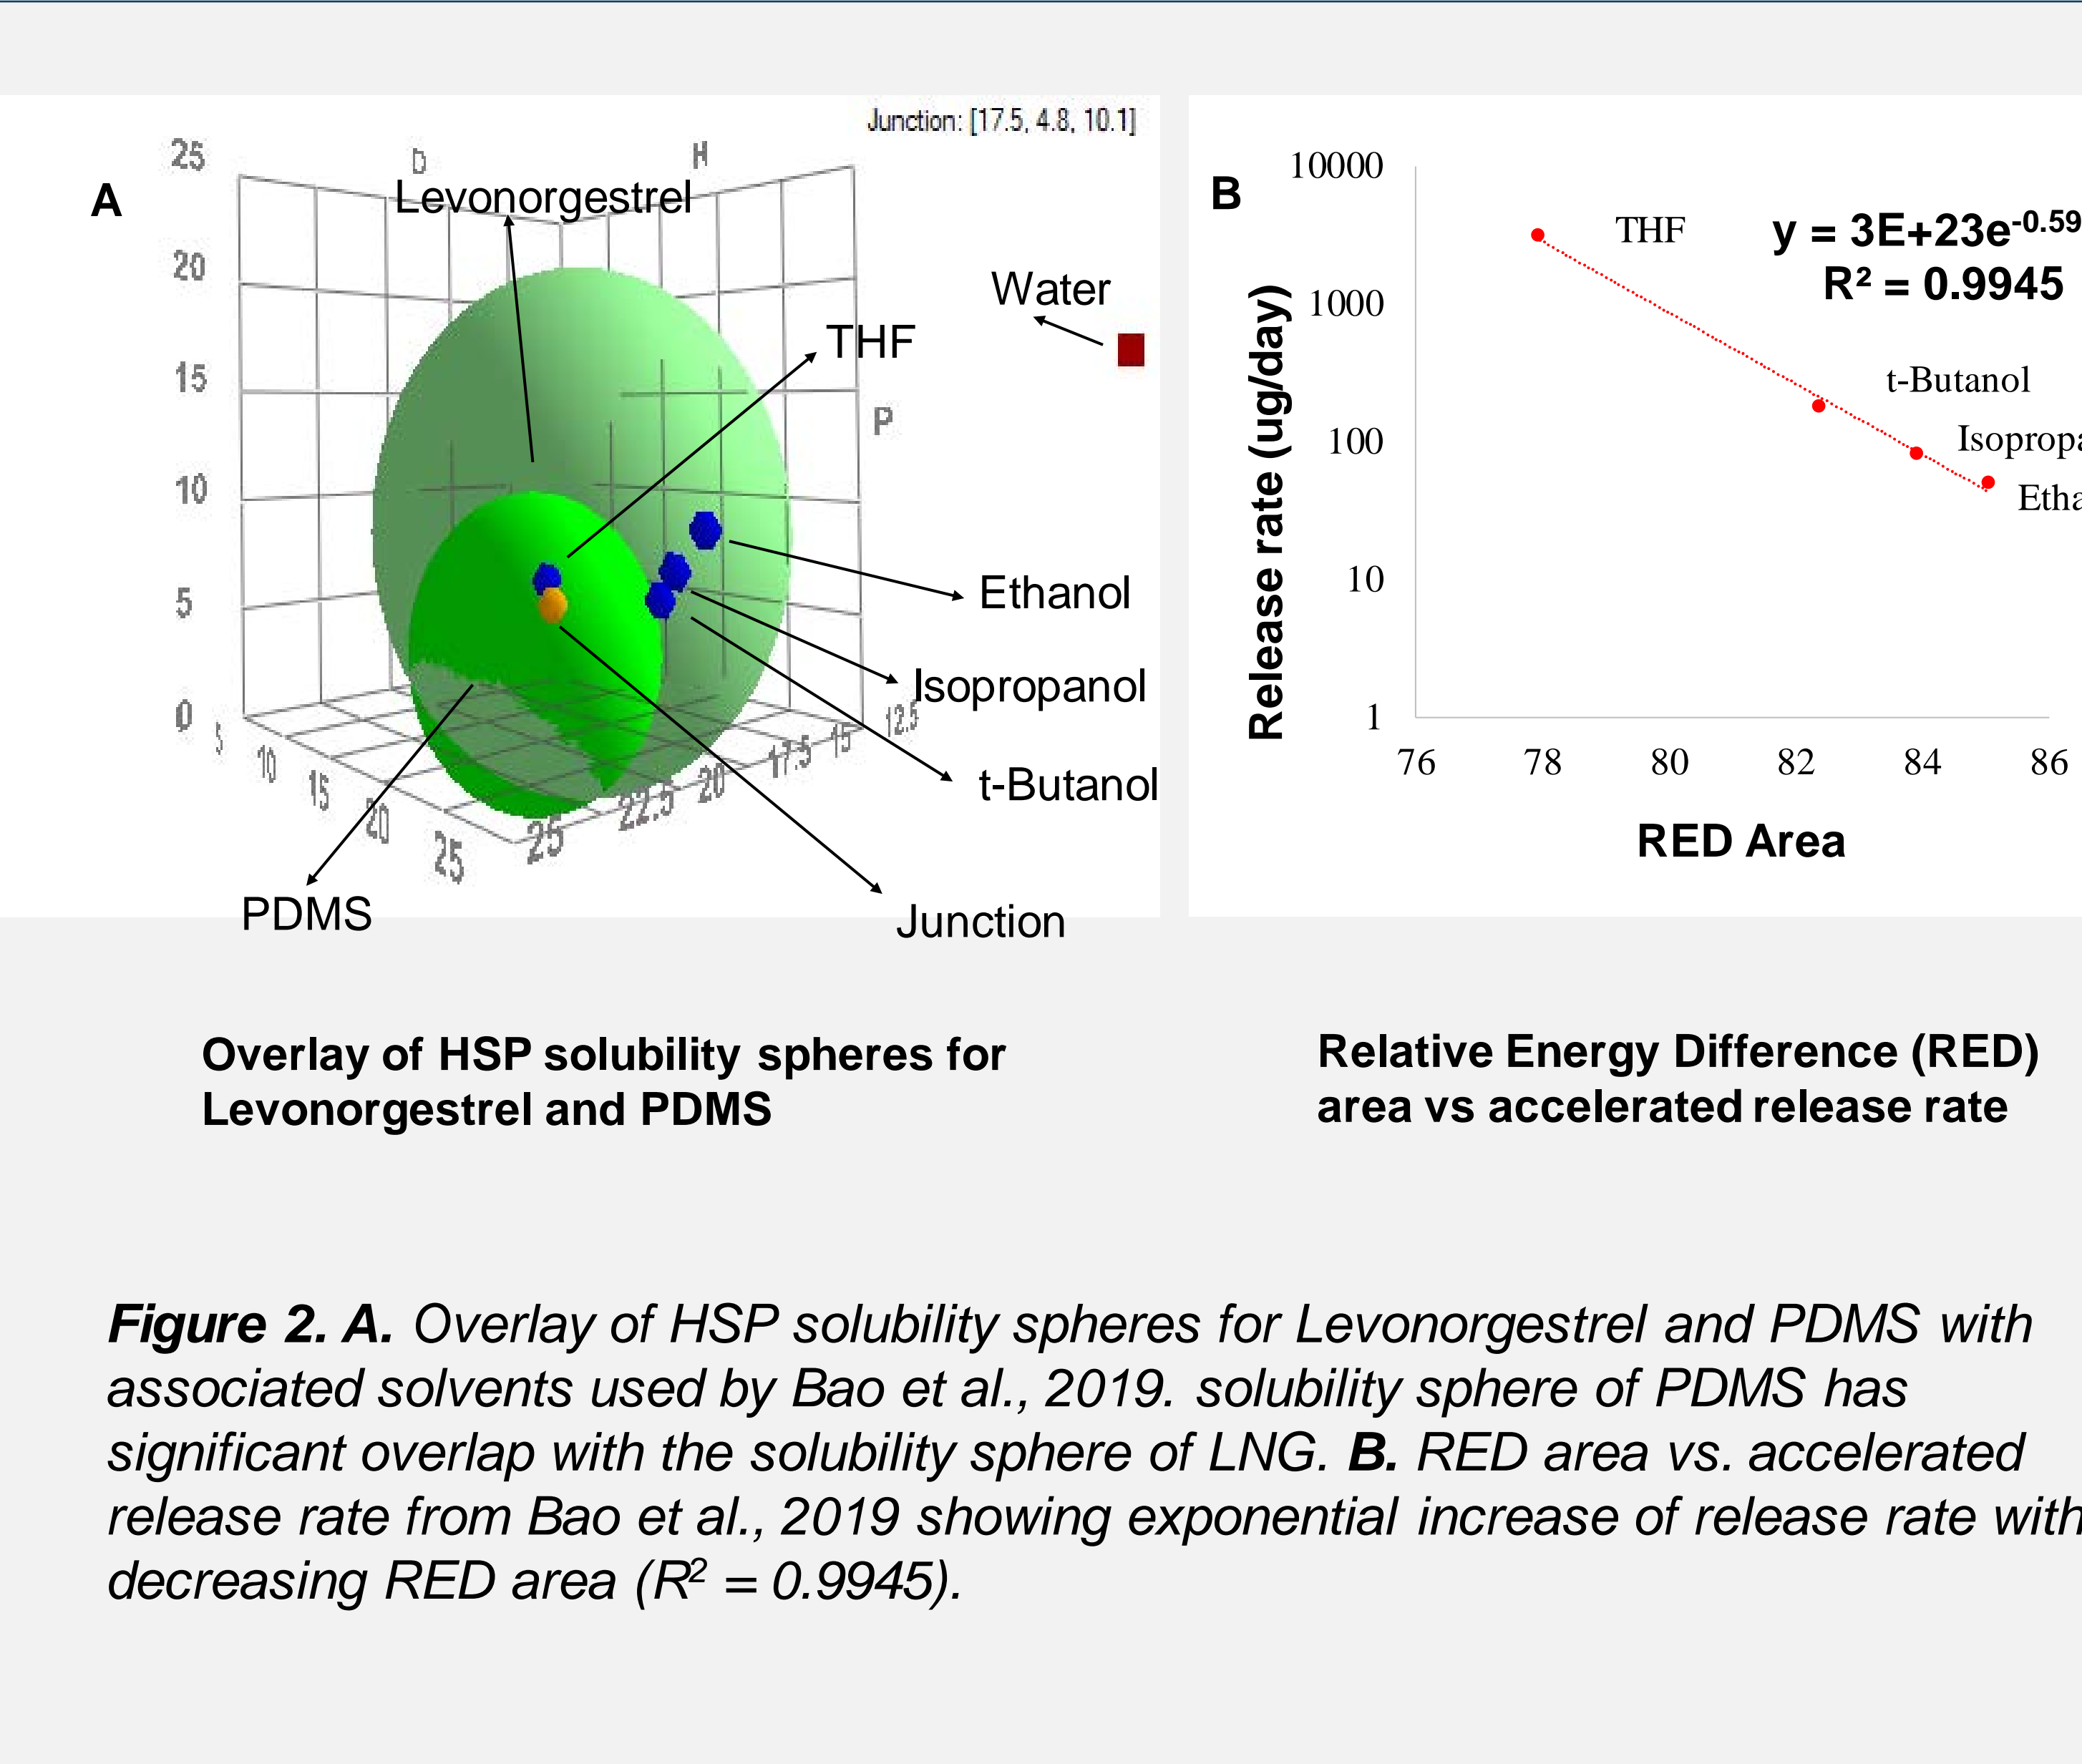 Junction: [17.5, 4.8, 10.1]
A
D
H
P
Levonorgestrel
THF
Water
Ethanol
Isopropanol
t-Butanol
Junction
PDMS
25
20
15
10
5
0
5
10
15
20
25
25
22.5
20
17.5
15
12.5
B
10000
1000
100
10
1
Release rate (ug/day)
THF
y = 3E+23e-0.59
R² = 0.9945
t-Butanol
Isopropa
Etha
76 78 80 82 84 86
RED Area
Overlay of HSP solubility spheres for
Levonorgestrel and PDMS
Relative Energy Difference (RED)
area vs accelerated release rate
Figure 2. A. Overlay of HSP solubility spheres for Levonorgestrel and PDMS with
associated solvents used by Bao et al., 2019. solubility sphere of PDMS has
significant overlap with the solubility sphere of LNG. B. RED area vs. accelerated
release rate from Bao et al., 2019 showing exponential increase of release rate with
decreasing RED area (R² = 0.9945).